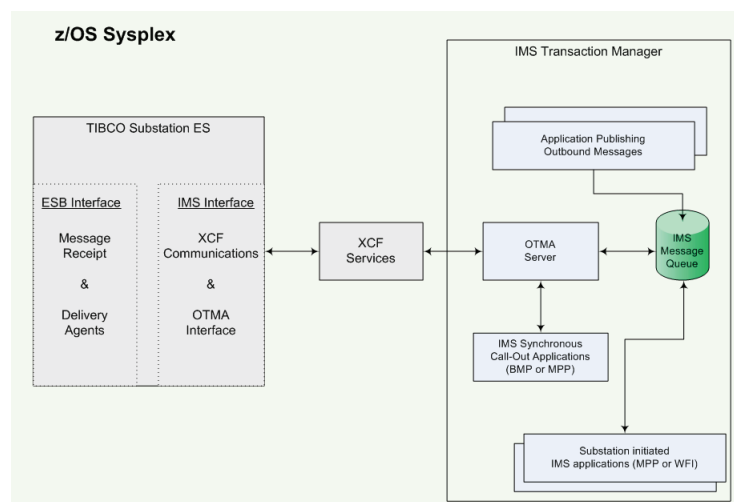 z/OS Sysplex
IMS Transaction Manager
TIBCO Substation ES
Application Publishing
Outbound Messages
ESB Interface
Message
Receipt
&
Delivery
Agents
IMS Interface
XCF
Communications
&
OTMA
Interface
XCF
Services
OTMA
Server
IMS
Message
Queue
IMS Synchronous
Call-Out Applications
(BMP or MPP)
Substation initiated
IMS applications (MPP or WFI)